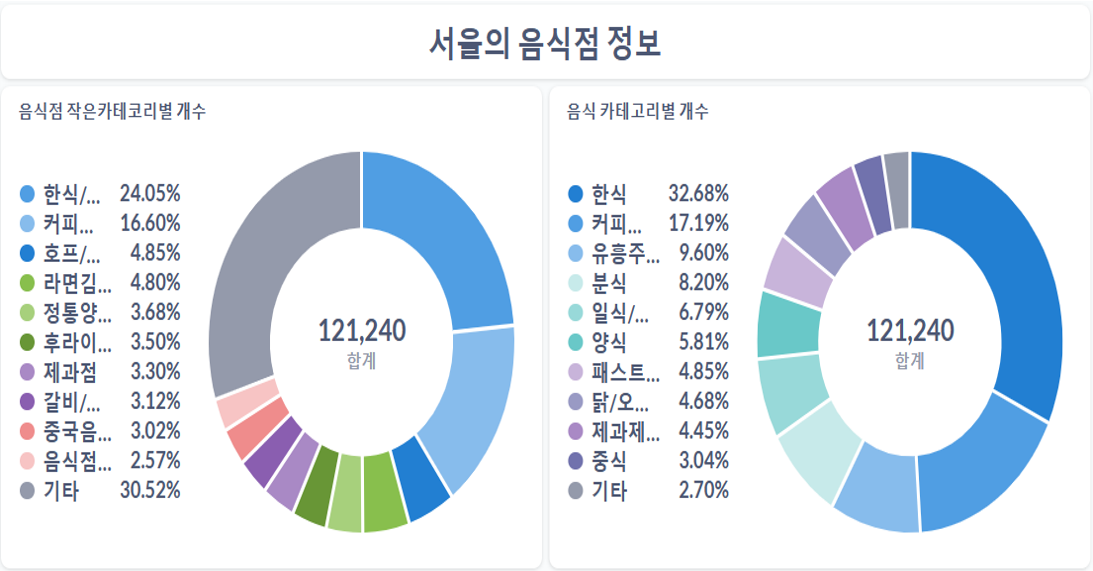 서울의 음식점 정보
음식점 작은카테코리별 개수
한식/... 24.05%
커피... 16.60%
호프/... 4.85%
라면김... 4.80%
정통양... 3.68%
후라이... 3.50%
제과점 3.30%
갈비/... 3.12%
중국음... 3.02%
음식점... 2.57%
기타 30.52%
121,240
합계
음식 카테고리별 개수
한식 32.68%
커피... 17.19%
유흥주... 9.60%
분식 8.20%
일식/... 6.79%
양식 5.81%
패스트... 4.85%
닭/오... 4.68%
제과제... 4.45%
중식 3.04%
기타 2.70%
121,240
합계